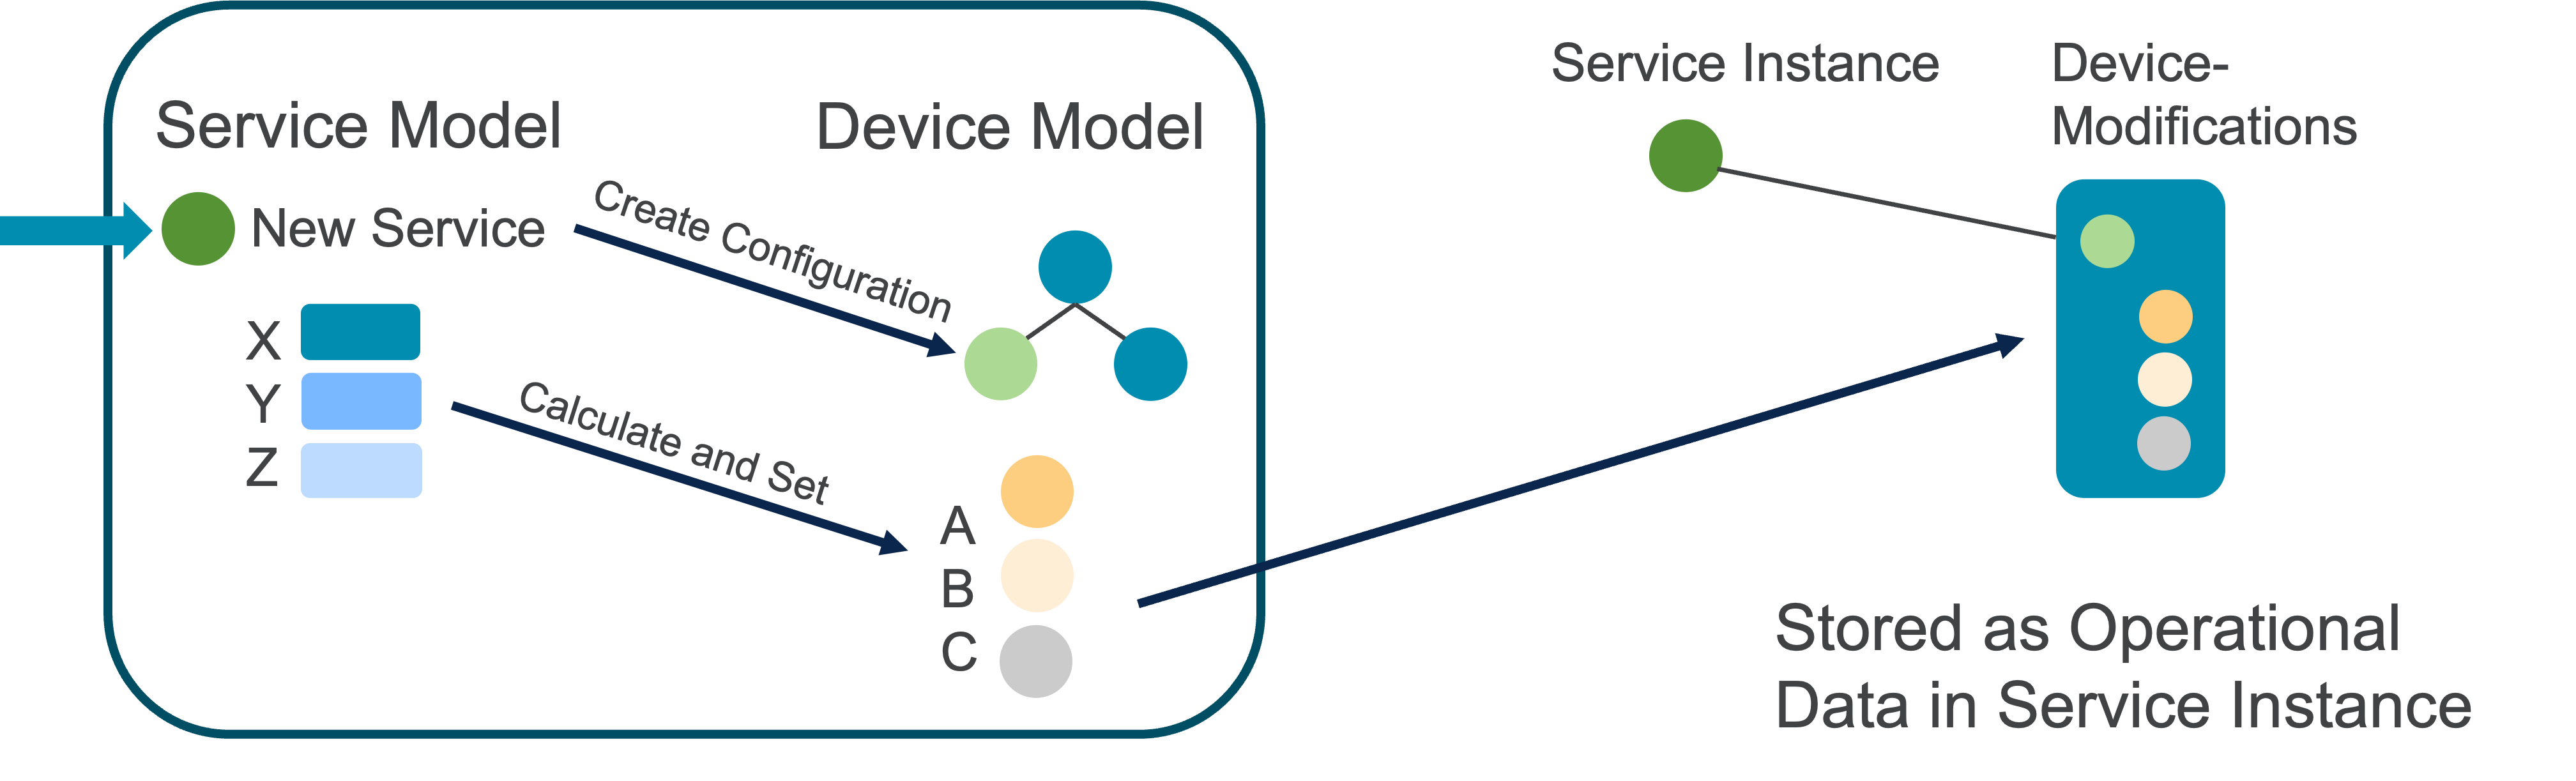 Service Model
New Service
X
Y
Z
Create Configuration
Calculate and Set
Device Model
A
B
C
Service Instance
Device-
Modifications
Stored as Operational
Data in Service Instance